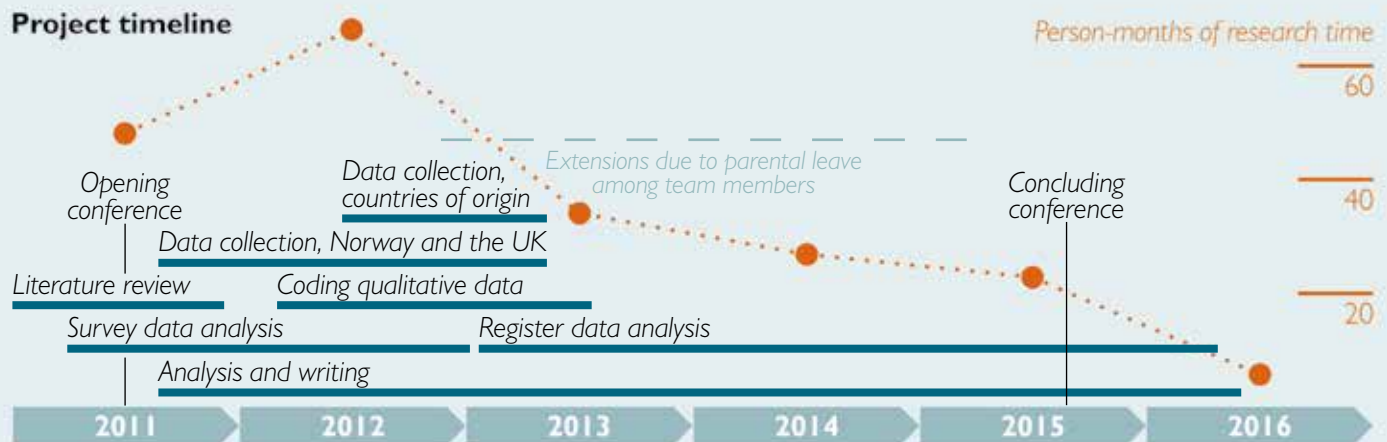 Project timeline
Person-months of research time
60
Extensions due to parental leave
among team members
Data collection,
countries of origin
Opening
conference
Concluding
conference
40
Data collection, Norway and the UK
Literature review
Coding qualitative data
20
Survey data analysis
Register data analysis
Analysis and writing
2011
2012
2013
2014
2015
2016